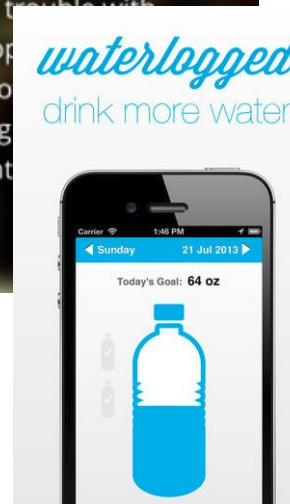 trouble with
waterlogged
drink more water
Carrier 1:46 PM
Sunday 21 Jul 2013
Today's Goal: 64 oz